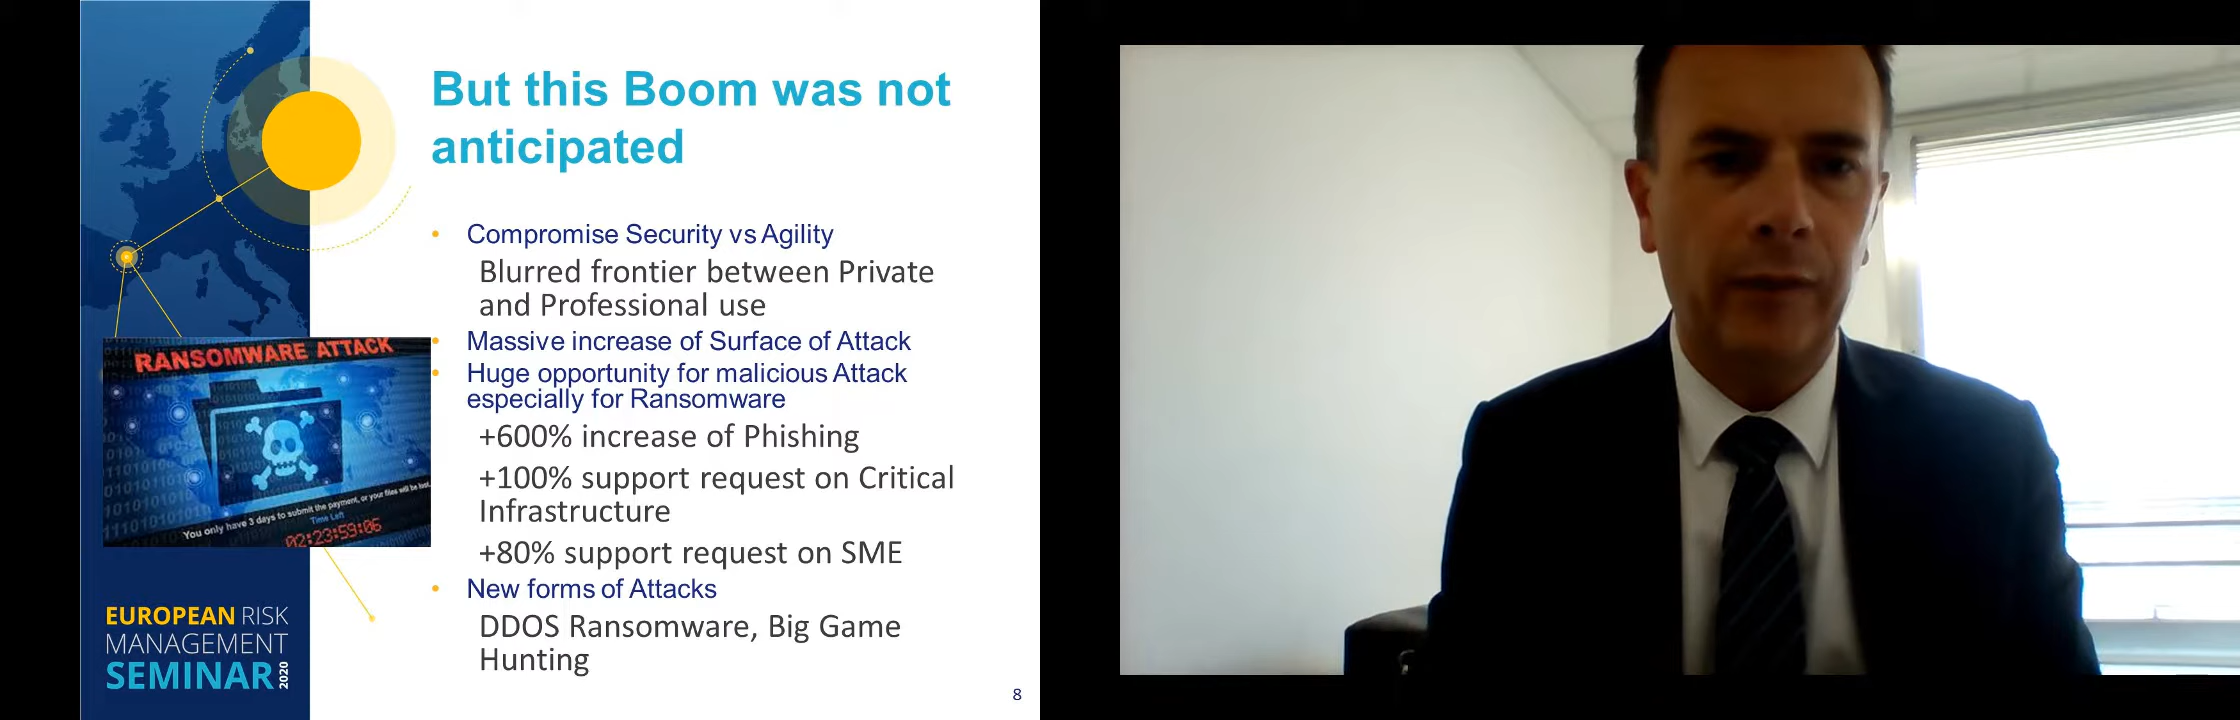 But this Boom was not
anticipated
• Compromise Security vs Agility
Blurred frontier between Private
and Professional use
• Massive increase of Surface of Attack
• Huge opportunity for malicious Attack
especially for Ransomware
+600% increase of Phishing
+100% support request on Critical
Infrastructure
+80% support request on SME
• New forms of Attacks
DDOS Ransomware, Big Game
Hunting
RANSOMWARE ATTACK
You only have 3 days to submit the payment, or your files will be lost.
Time Left
02:23:59:06
EUROPEAN RISK
MANAGEMENT
SEMINAR 2020
8